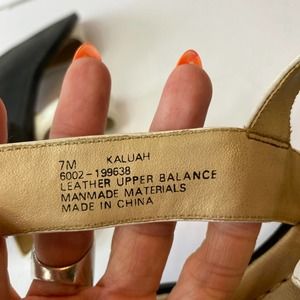 7M KALUAH
6002-199638
LEATHER UPPER BALANCE
MANMADE MATERIALS
MADE IN CHINA